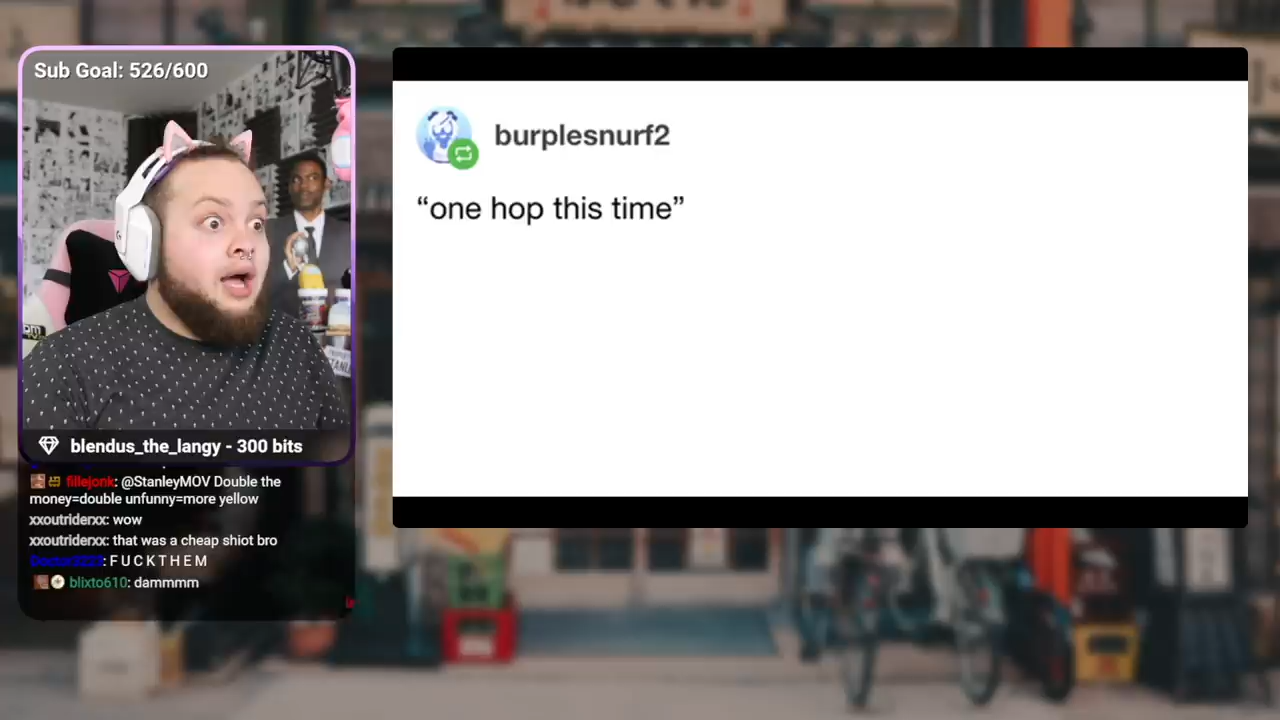 Sub Goal: 526/600
burplesnurf2
“one hop this time”
blendus_the_langy - 300 bits
fillejonk: @StanleyMOV Double the
money=double unfunny=more yellow
xxoutriderxx: wow
xxoutriderxx: that was a cheap shiot bro
Doctor3223: F U C K T H E M
blixto610: dammmm